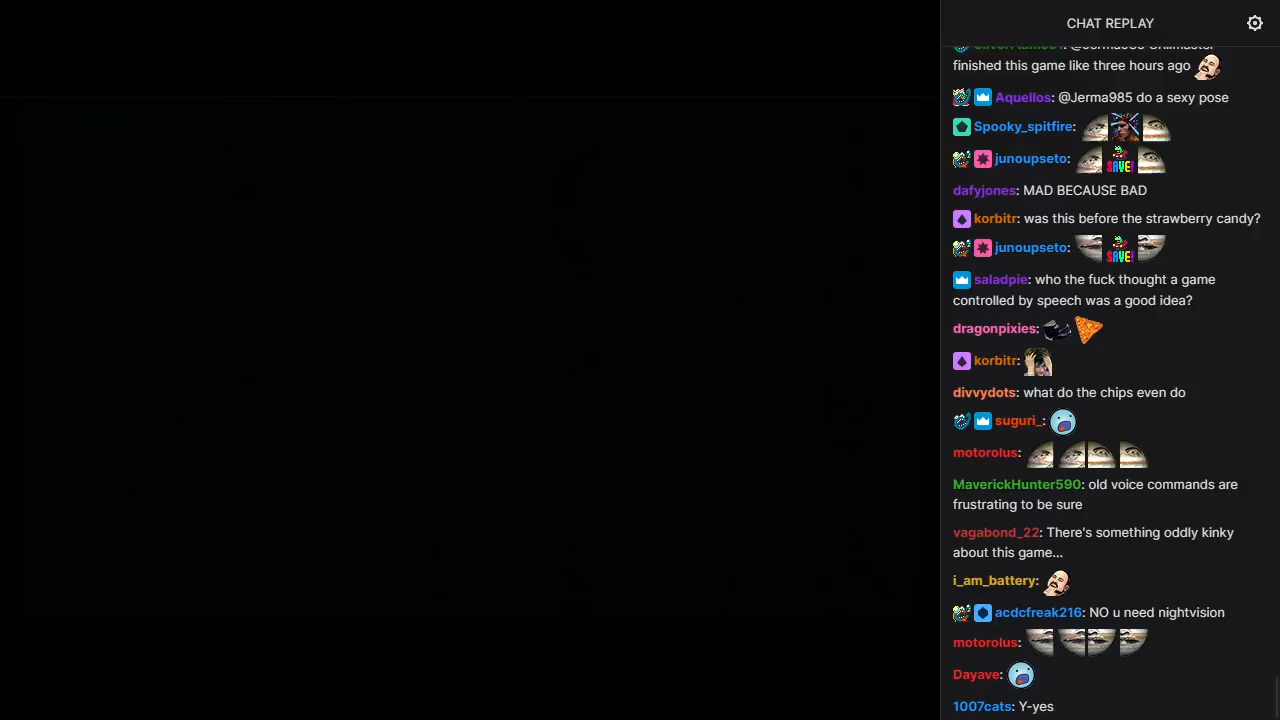 CHAT REPLAY
finished this game like three hours ago
Aquellos: @Jerma985 do a sexy pose
Spooky_spitfire:
junoupseto: SAVE!
dafyjones: MAD BECAUSE BAD
korbitr: was this before the strawberry candy?
junoupseto: SAVE!
saladpie: who the fuck thought a game
controlled by speech was a good idea?
dragonpixies:
korbitr:
divvydots: what do the chips even do
suguri_:
motorolus:
MaverickHunter590: old voice commands are
frustrating to be sure
vagabond_22: There's something oddly kinky
about this game...
i_am_battery:
acdcfreak216: NO u need nightvision
motorolus:
Dayave:
1007cats: Y-yes